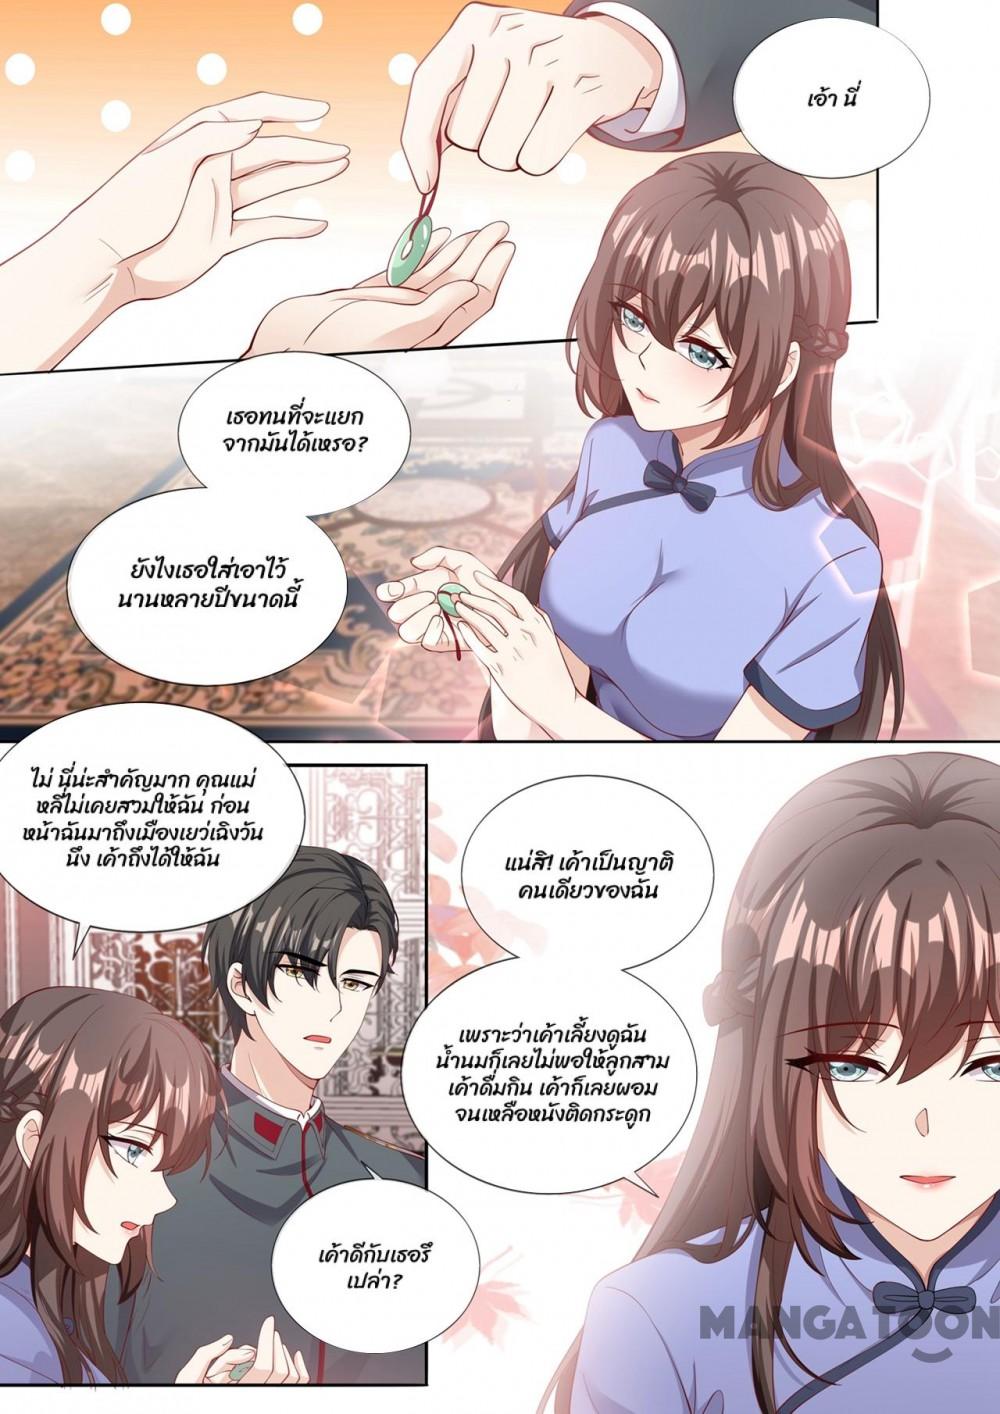 เอ้า นี่
เธอทนที่จะแยก
จากมันได้เหรอ?
ยังไงเธอใส่เอาไว้
นานหลายปีขนาดนี้
ไม่ นี่น่ะสำคัญมาก คุณแม่
หลี่ไม่เคยสวมให้ฉัน ก่อน
หน้าฉันมาถึงเมืองเยว่เฉิงวัน
นึง เค้าถึงได้ให้ฉัน
แน่สิ! เค้าเป็นญาติ
คนเดียวของฉัน
เพราะว่าเค้าเลี้ยงดูฉัน
น้ำนมก็เลยไม่พอให้ลูกสาม
เค้าดื่มกิน เค้าก็เลยผอม
จนเหลือหนังติดกระดูก
เค้าดีกับเธอรึ
เปล่า?
MANGATOON